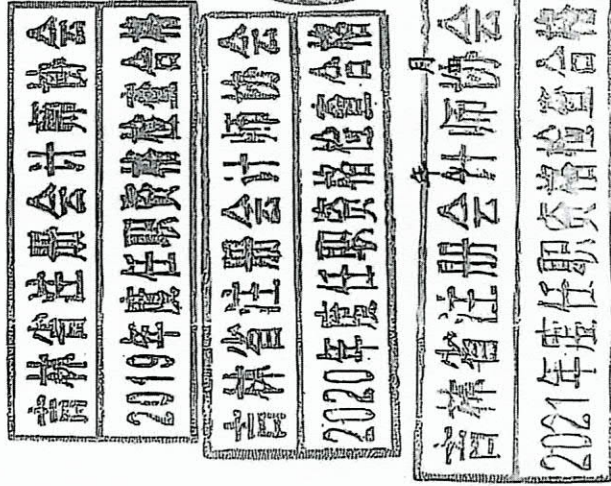 吉林省注册会计师协会
2019年度任职资格检查合格
吉林省注册会计师协会
2020年度任职资格检查合格
年 月
吉林省注册会计师协会
2021年度任职资格检查合格